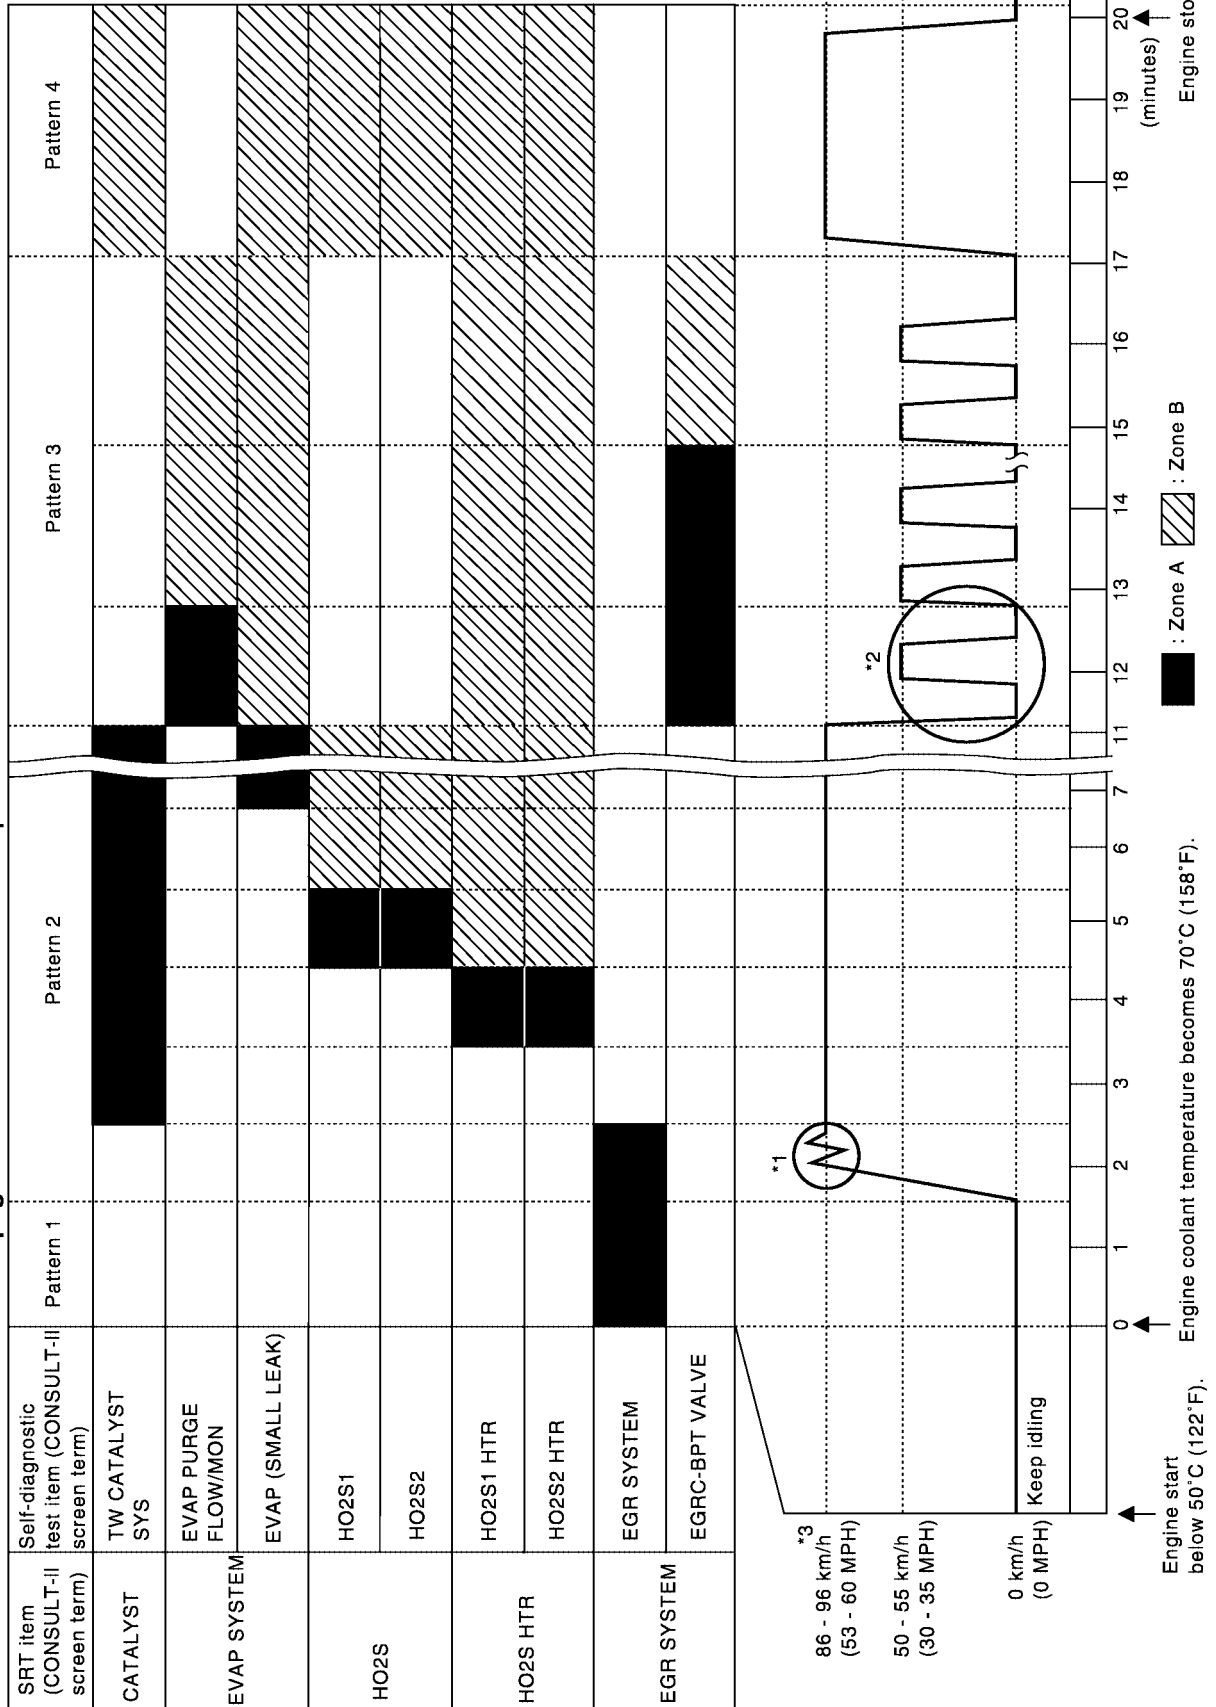 SRT item
(CONSULT-II
screen term)
Self-diagnostic
test item (CONSULT-II
screen term)
Pattern 1
Pattern 2
Pattern 3
Pattern 4
CATALYST
TW CATALYST
SYS
EVAP SYSTEM
EVAP PURGE
FLOW/MON
EVAP (SMALL LEAK)
HO2S
HO2S1
HO2S2
HO2S HTR
HO2S1 HTR
HO2S2 HTR
EGR SYSTEM
EGR SYSTEM
EGRC-BPT VALVE
*3
86 - 96 km/h
(53 - 60 MPH)
50 - 55 km/h
(30 - 35 MPH)
0 km/h
(0 MPH)
Keep idling
*1
*2
0 1 2 3 4 5 6 7 11 12 13 14 15 16 17 18 19 20
(minutes)
Engine start
below 50°C (122°F).
Engine coolant temperature becomes 70°C (158°F).
: Zone A
: Zone B
Engine sto